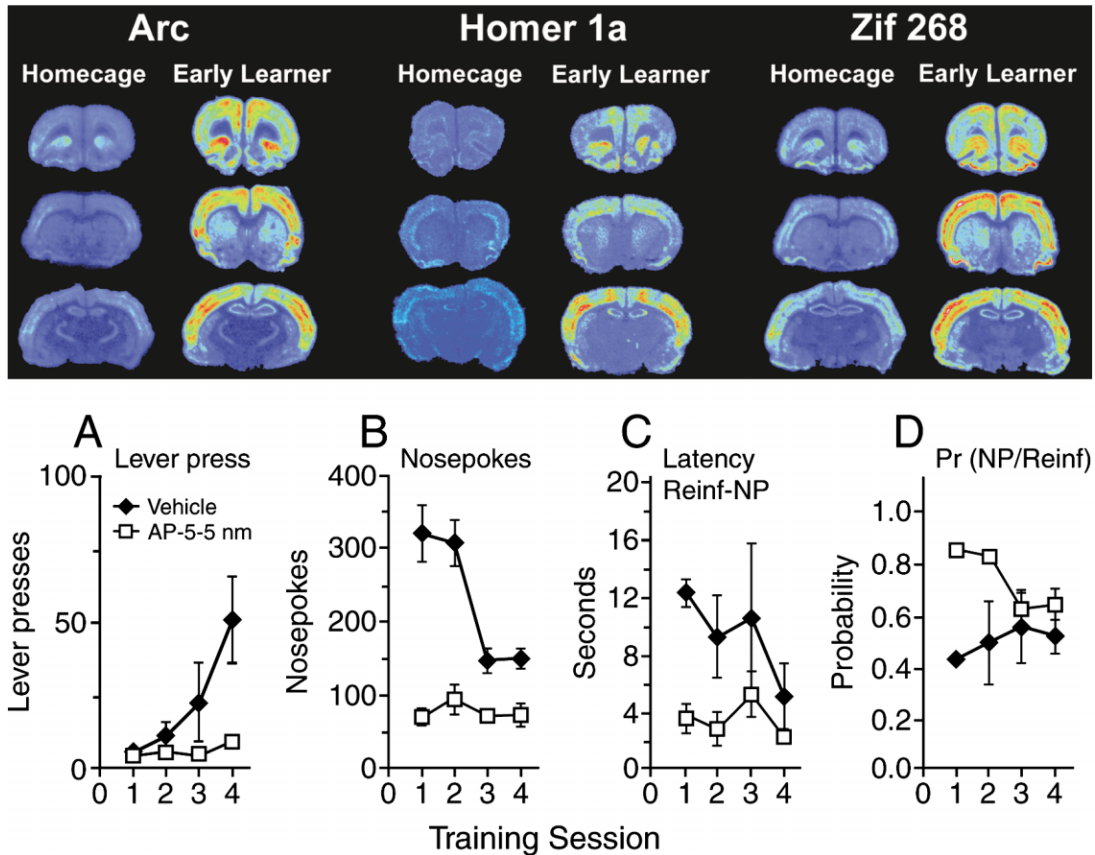 Arc Homer 1a Zif 268
Homecage Early Learner Homecage Early Learner Homecage Early Learner
A B C D
Lever press Nosepokes Latency Reinf-NP Pr (NP/Reinf)
Vehicle
AP-5-5 nm
Lever presses
100
50
0
0 1 2 3 4
Nosepokes
400
300
200
100
0
0 1 2 3 4
Seconds
20
16
12
8
4
0
0 1 2 3 4
Probability
1.0
0.8
0.6
0.4
0.2
0.0
0 1 2 3 4
Training Session